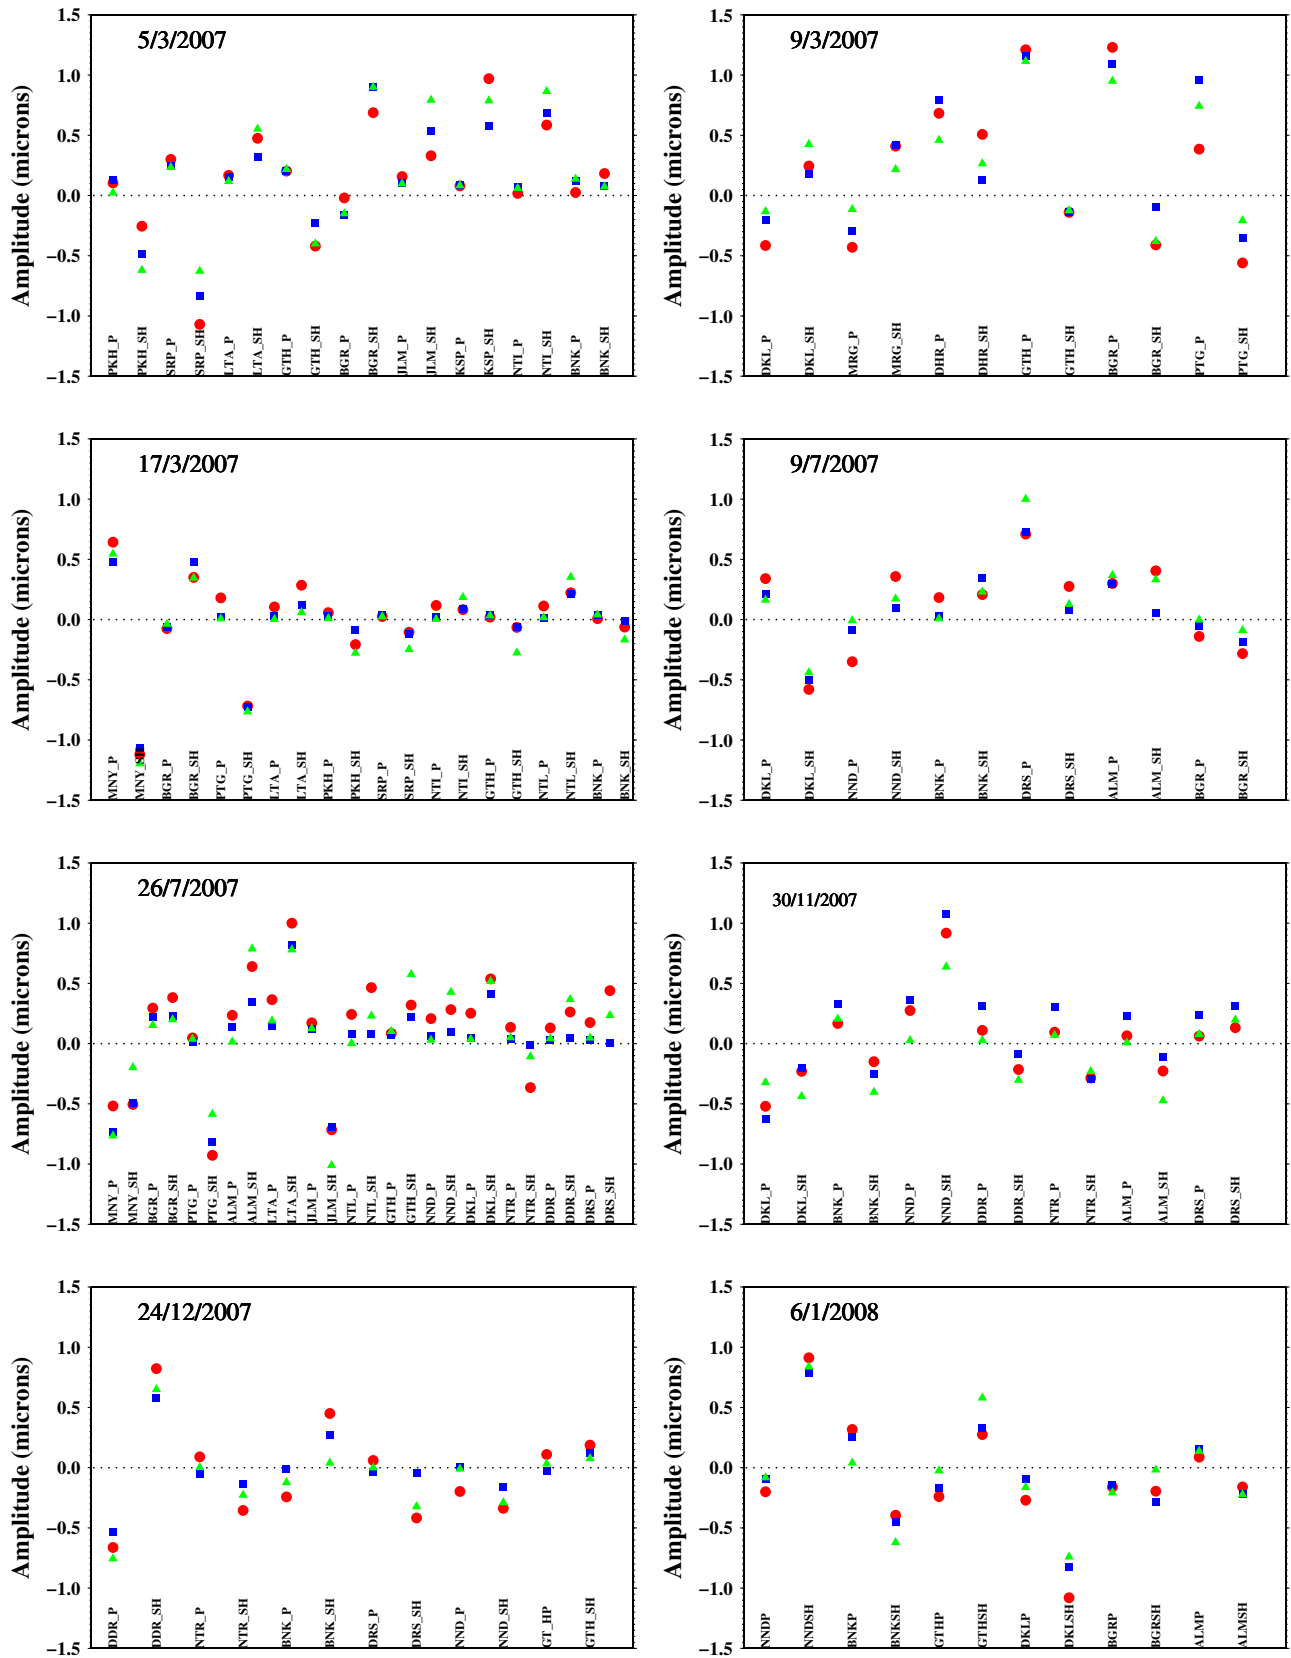 5/3/2007
Amplitude (microns)
1.5
1.0
0.5
0.0
−0.5
−1.0
−1.5
PKH_P
PKH_SH
SRP_P
SRP_SH
LTA_P
LTA_SH
GTH_P
GTH_SH
BGR_P
BGR_SH
JLM_P
JLM_SH
KSP_P
KSP_SH
NTI_P
NTI_SH
BNK_P
BNK_SH
9/3/2007
Amplitude (microns)
1.5
1.0
0.5
0.0
−0.5
−1.0
−1.5
DKL_P
DKL_SH
MRG_P
MRG_SH
DHR_P
DHR_SH
GTH_P
GTH_SH
BGR_P
BGR_SH
PTG_P
PTG_SH
17/3/2007
Amplitude (microns)
1.5
1.0
0.5
0.0
−0.5
−1.0
−1.5
MNY_P
BGR_P
BGR_SH
PTG_P
PTG_SH
LTA_P
LTA_SH
PKH_P
PKH_SH
SRP_P
SRP_SH
NTI_P
NTI_SH
GTH_P
GTH_SH
NTL_P
NTL_SH
BNK_P
BNK_SH
9/7/2007
Amplitude (microns)
1.5
1.0
0.5
0.0
−0.5
−1.0
−1.5
DKL_P
DKL_SH
NND_P
NND_SH
BNK_P
BNK_SH
DRS_P
DRS_SH
ALM_P
ALM_SH
BGR_P
BGR_SH
26/7/2007
Amplitude (microns)
1.5
1.0
0.5
0.0
−0.5
−1.0
−1.5
MNY_P
MNY_SH
BGR_P
BGR_SH
PTG_P
PTG_SH
ALM_P
ALM_SH
LTA_P
LTA_SH
JLM_P
JLM_SH
NTL_P
NTL_SH
GTH_P
GTH_SH
NND_P
NND_SH
DKL_P
DKL_SH
NTR_P
NTR_SH
DDR_P
DDR_SH
DRS_P
DRS_SH
30/11/2007
Amplitude (microns)
1.5
1.0
0.5
0.0
−0.5
−1.0
−1.5
DKL_P
DKL_SH
BNK_P
BNK_SH
NND_P
NND_SH
DDR_P
DDR_SH
NTR_P
NTR_SH
ALM_P
ALM_SH
DRS_P
DRS_SH
24/12/2007
Amplitude (microns)
1.5
1.0
0.5
0.0
−0.5
−1.0
−1.5
DDR_P
DDR_SH
NTR_P
NTR_SH
BNK_P
BNK_SH
DRS_P
DRS_SH
NND_P
NND_SH
GT_HP
GTH_SH
6/1/2008
Amplitude (microns)
1.5
1.0
0.5
0.0
−0.5
−1.0
−1.5
NNDP
NNDSH
BNKP
BNKSH
GTHP
GTHSH
DKLP
DKLSH
BGRP
BGRSH
ALMP
ALMSH